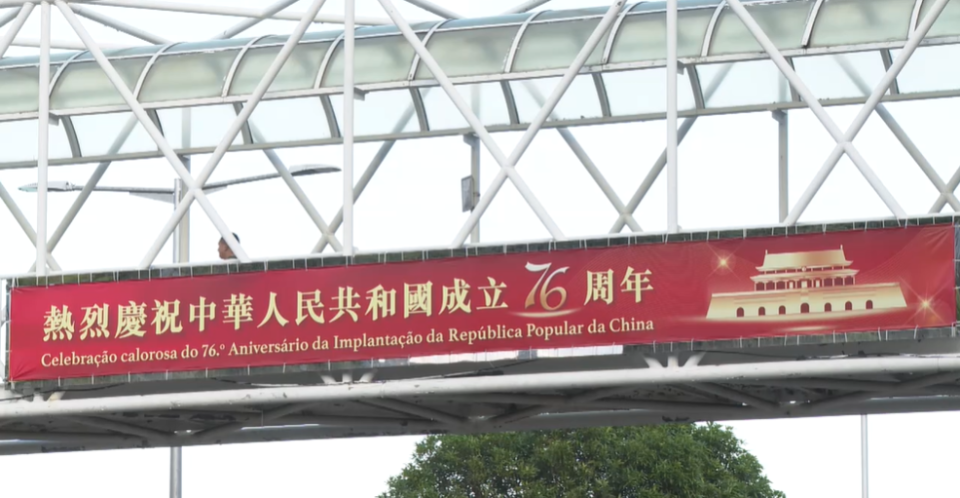 熱烈慶祝中華人民共和國成立76周年
Celebração calorosa do 76.º Aniversário da Implantação da República Popular da China